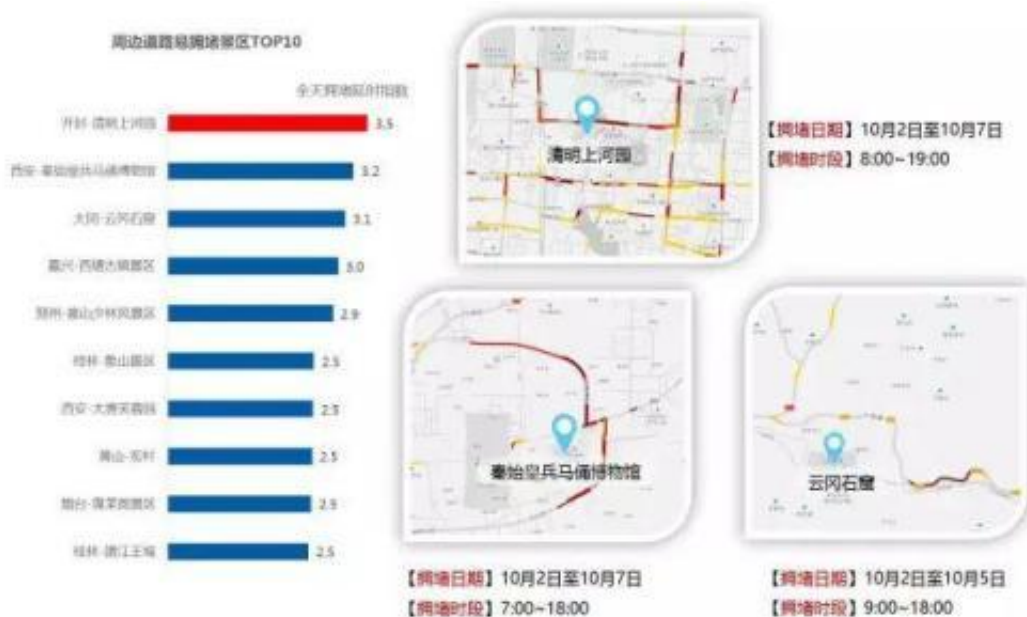 周边道路易拥堵景区TOP10
全天拥堵延时指数
开封-清明上河园 3.5
西安-秦始皇兵马俑博物馆 3.2
大同-云冈石窟 3.1
嘉兴-西塘古镇景区 3.0
郑州-嵩山少林风景区 2.9
桂林-象山景区 2.5
西安-大唐芙蓉园 2.5
黄山-宏村 2.5
烟台-蓬莱阁景区 2.5
桂林-靖江王城 2.5
清明上河园
【拥堵日期】10月2日至10月7日
【拥堵时段】8:00~19:00
秦始皇兵马俑博物馆
【拥堵日期】10月2日至10月7日
【拥堵时段】7:00~18:00
云冈石窟
【拥堵日期】10月2日至10月5日
【拥堵时段】9:00~18:00